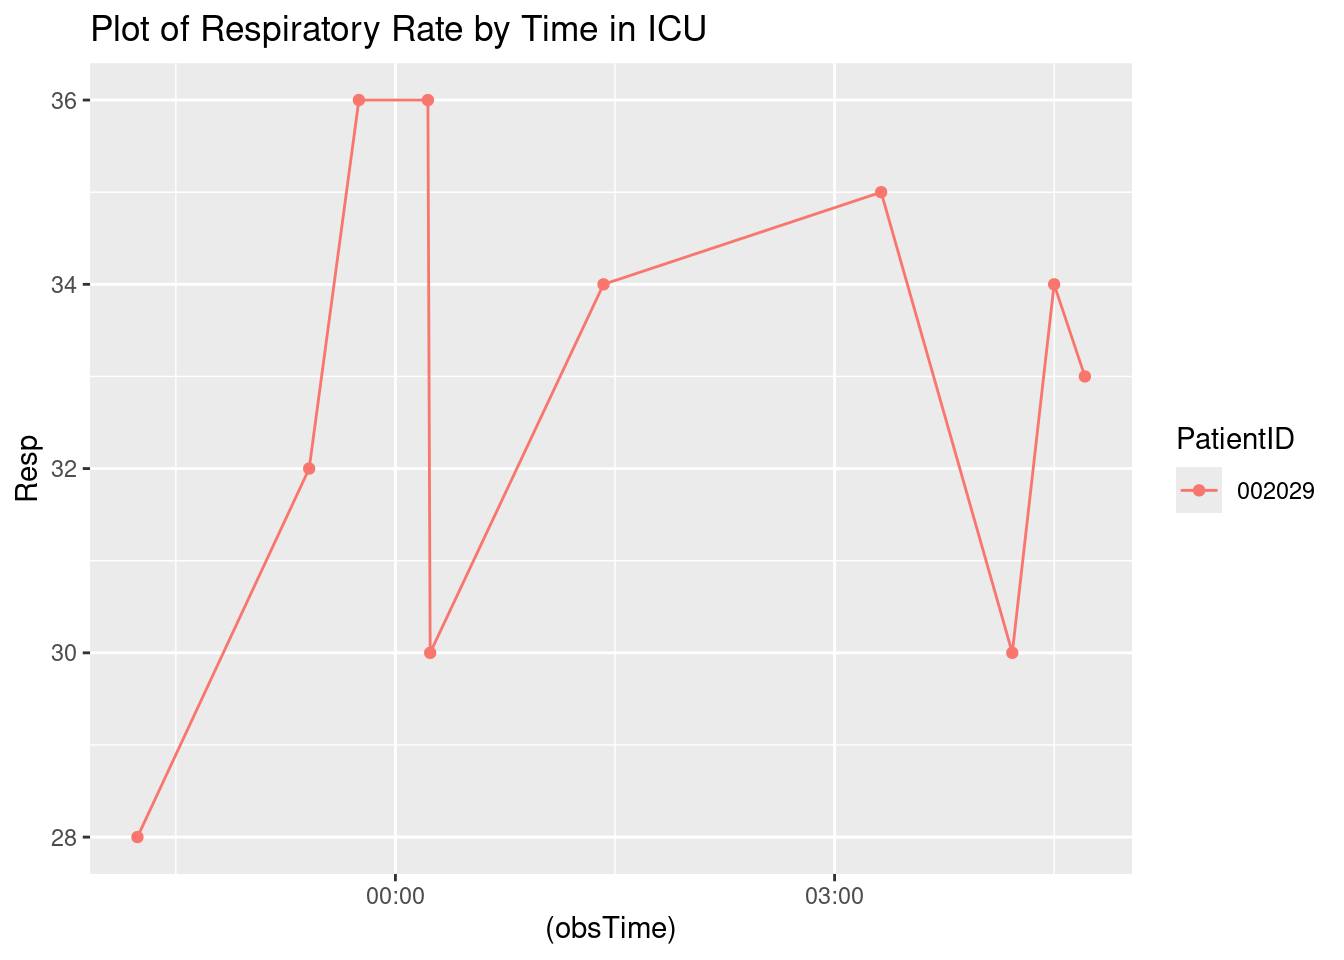 Plot of Respiratory Rate by Time in ICU
36
34
32
30
28
Resp
00:00
03:00
(obsTime)
PatientID
002029